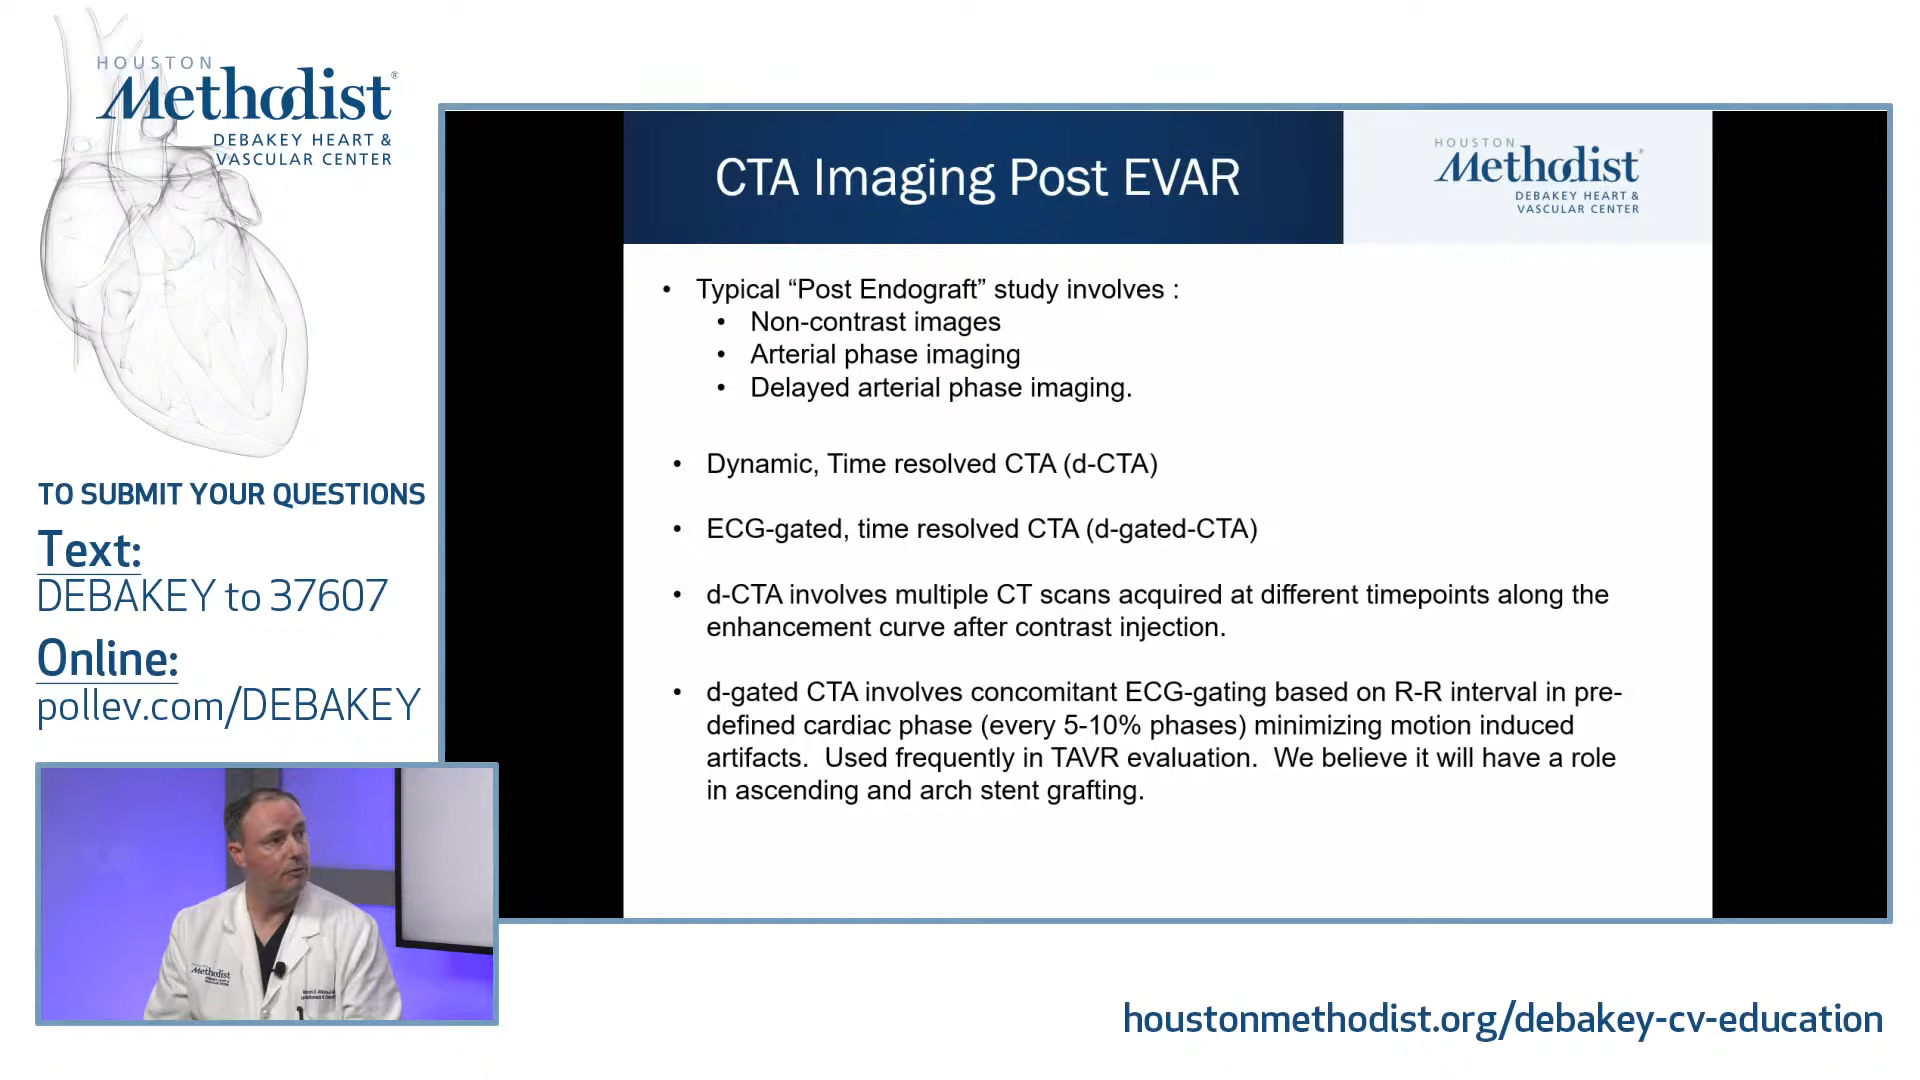 HOUSTON
Methodist®
DEBAKEY HEART &
VASCULAR CENTER
TO SUBMIT YOUR QUESTIONS
Text:
DEBAKEY to 37607
Online:
pollev.com/DEBAKEY
CTA Imaging Post EVAR
HOUSTON
Methodist®
DEBAKEY HEART &
VASCULAR CENTER
• Typical “Post Endograft” study involves :
• Non-contrast images
• Arterial phase imaging
• Delayed arterial phase imaging.
• Dynamic, Time resolved CTA (d-CTA)
• ECG-gated, time resolved CTA (d-gated-CTA)
• d-CTA involves multiple CT scans acquired at different timepoints along the
enhancement curve after contrast injection.
• d-gated CTA involves concomitant ECG-gating based on R-R interval in pre-
defined cardiac phase (every 5-10% phases) minimizing motion induced
artifacts.  Used frequently in TAVR evaluation.  We believe it will have a role
in ascending and arch stent grafting.
Methodist
houstonmethodist.org/debakey-cv-education